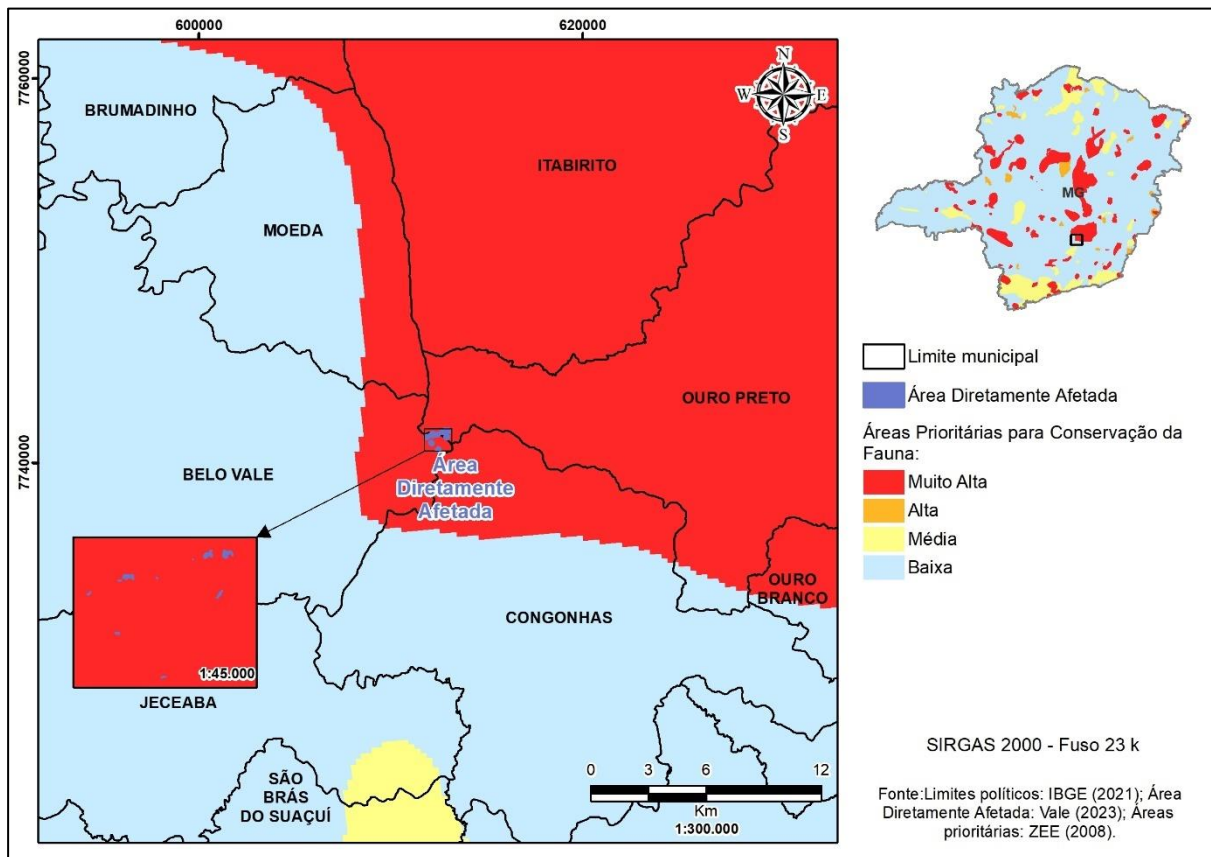 600000
620000
7760000
7740000
N
W
E
S
BRUMADINHO
ITABIRITO
MOEDA
OURO PRETO
BELO VALE
Área
Diretamente
Afetada
OURO
BRANCO
CONGONHAS
1:45.000
JECEABA
SÃO
BRÁS
DO SUAÇUÍ
0 3 6 12
Km
1:300.000
MG
Limite municipal
Área Diretamente Afetada
Áreas Prioritárias para Conservação da
Fauna:
Muito Alta
Alta
Média
Baixa
SIRGAS 2000 - Fuso 23 k
Fonte:Limites políticos: IBGE (2021); Área
Diretamente Afetada: Vale (2023); Áreas
prioritárias: ZEE (2008).